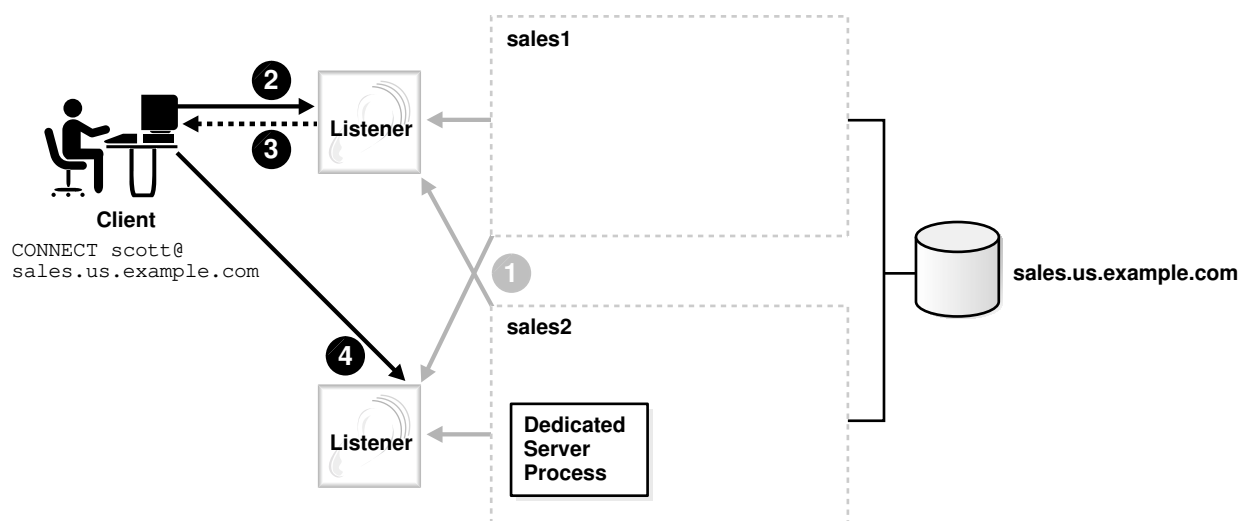 sales1
2
Listener
3
Client
CONNECT scott@
sales.us.example.com
1
sales.us.example.com
sales2
4
Listener
Dedicated
Server
Process